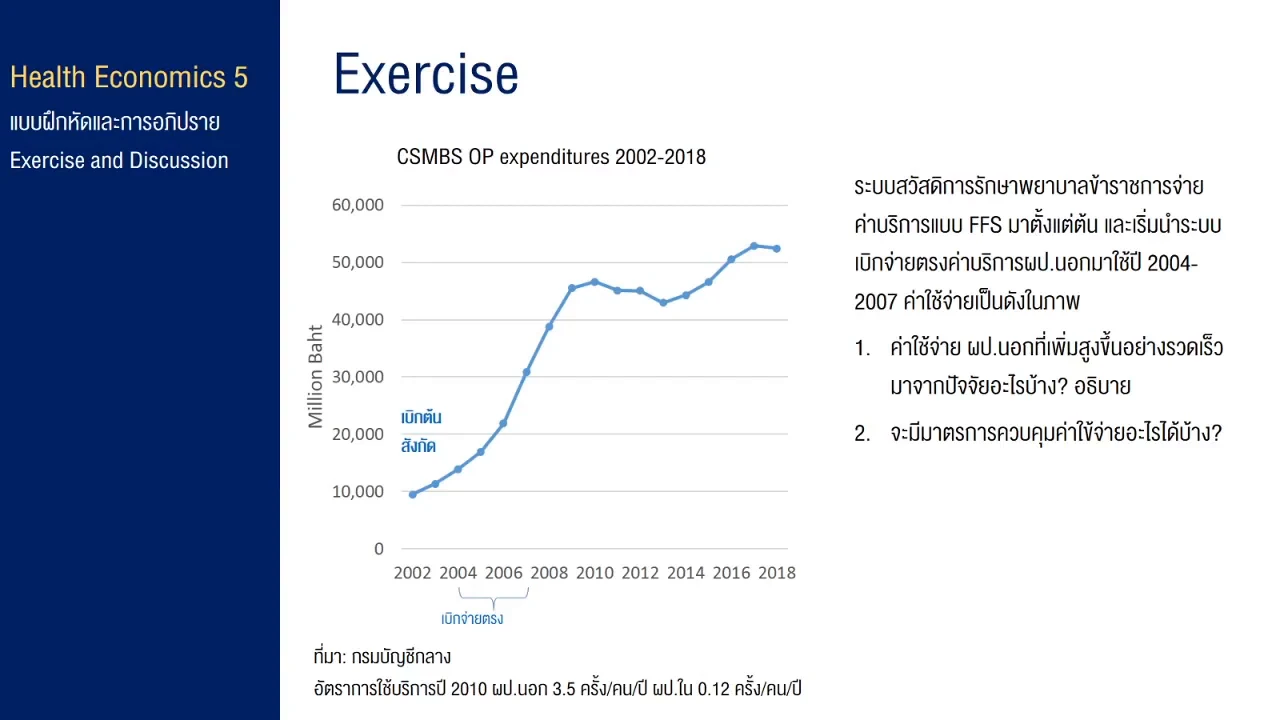 Health Economics 5
แบบฝึกหัดและการอภิปราย
Exercise and Discussion
Exercise
CSMBS OP expenditures 2002-2018
60,000
50,000
40,000
30,000
20,000
10,000
0
Million Baht
เบิกต้น
สังกัด
2002 2004 2006 2008 2010 2012 2014 2016 2018
เบิกจ่ายตรง
ที่มา: กรมบัญชีกลาง
อัตราการใช้บริการปี 2010 ผป.นอก 3.5 ครั้ง/คน/ปี ผป.ใน 0.12 ครั้ง/คน/ปี
ระบบสวัสดิการรักษาพยาบาลข้าราชการจ่าย
ค่าบริการแบบ FFS มาตั้งแต่ต้น และเริ่มนำระบบ
เบิกจ่ายตรงค่าบริการผป.นอกมาใช้ปี 2004-
2007 ค่าใช้จ่ายเป็นดังในภาพ
1. ค่าใช้จ่าย ผป.นอกที่เพิ่มสูงขึ้นอย่างรวดเร็ว
มาจากปัจจัยอะไรบ้าง? อธิบาย
2. จะมีมาตรการควบคุมค่าใข้จ่ายอะไรได้บ้าง?